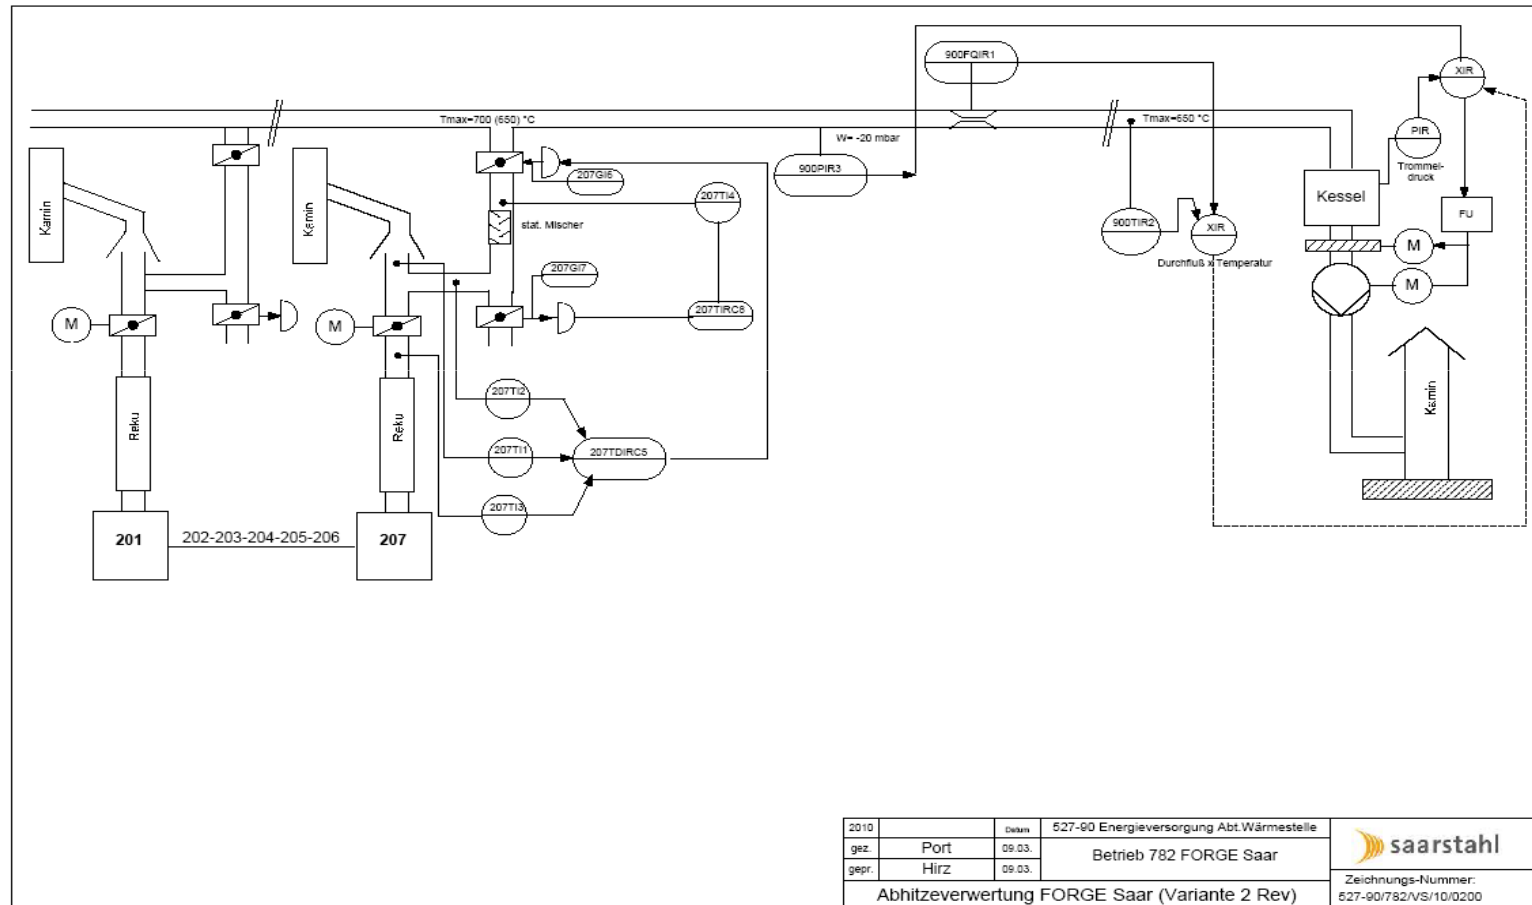 900FQIR1
XIR
Tmax=700 (650) °C
Tmax=550 °C
W= -20 mbar
PIR
Trommel-
druck
900PIR3
207GI6
207TI4
Kessel
Kamin
Kamin
stat. Mischer
900TIR2
XIR
FU
M
Durchfluß x Temperatur
207GI7
M
207TIRC8
M
M
Kamin
Reku
Reku
207TI2
207TI1
207TDIRC5
207TI3
201
202-203-204-205-206
207
2010
Datum
527-90 Energieversorgung Abt.Wärmestelle
gez.
Port
09.03.
Betrieb 782 FORGE Saar
saarstahl
gepr.
Hirz
09.03.
Abhitzeverwertung FORGE Saar (Variante 2 Rev)
Zeichnungs-Nummer:
527-90/782/VS/10/0200